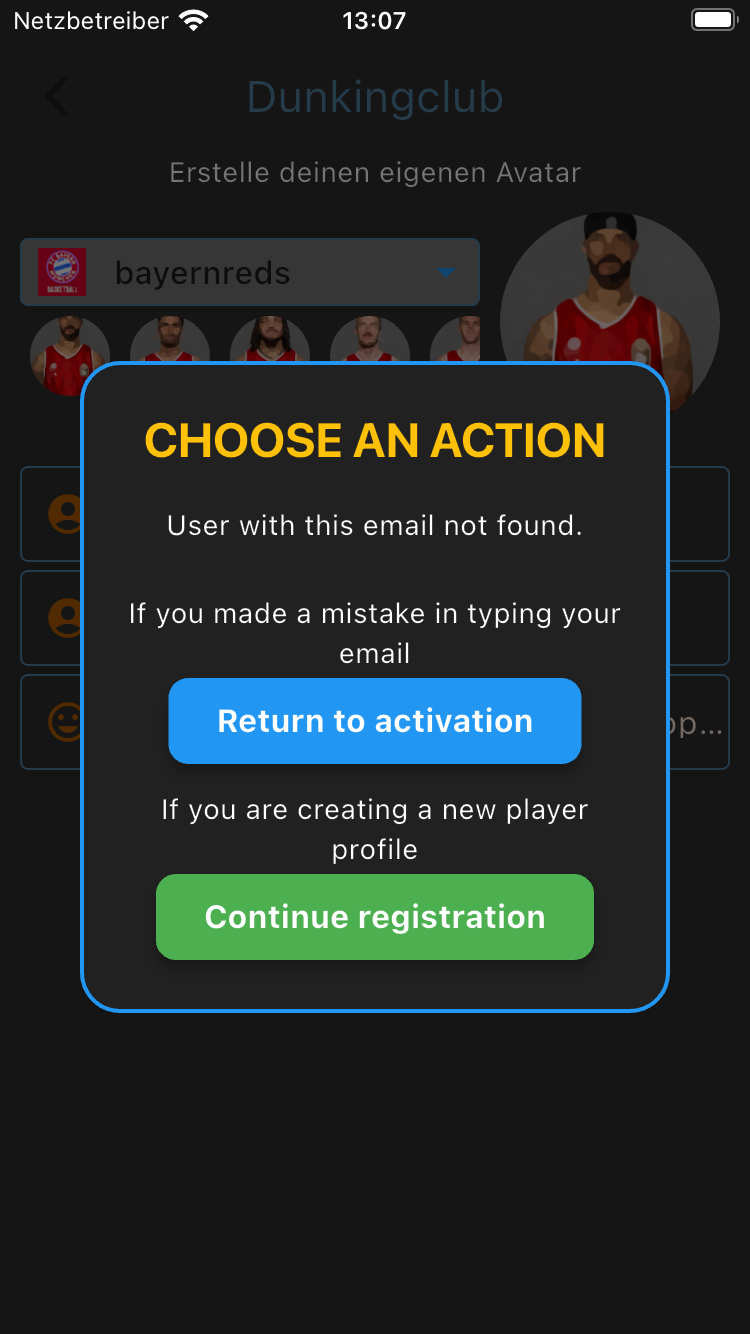 Netzbetreiber 13:07
Dunkingclub
Erstelle deinen eigenen Avatar
bayernreds
CHOOSE AN ACTION
User with this email not found.
If you made a mistake in typing your
email
Return to activation
pp...
If you are creating a new player
profile
Continue registration